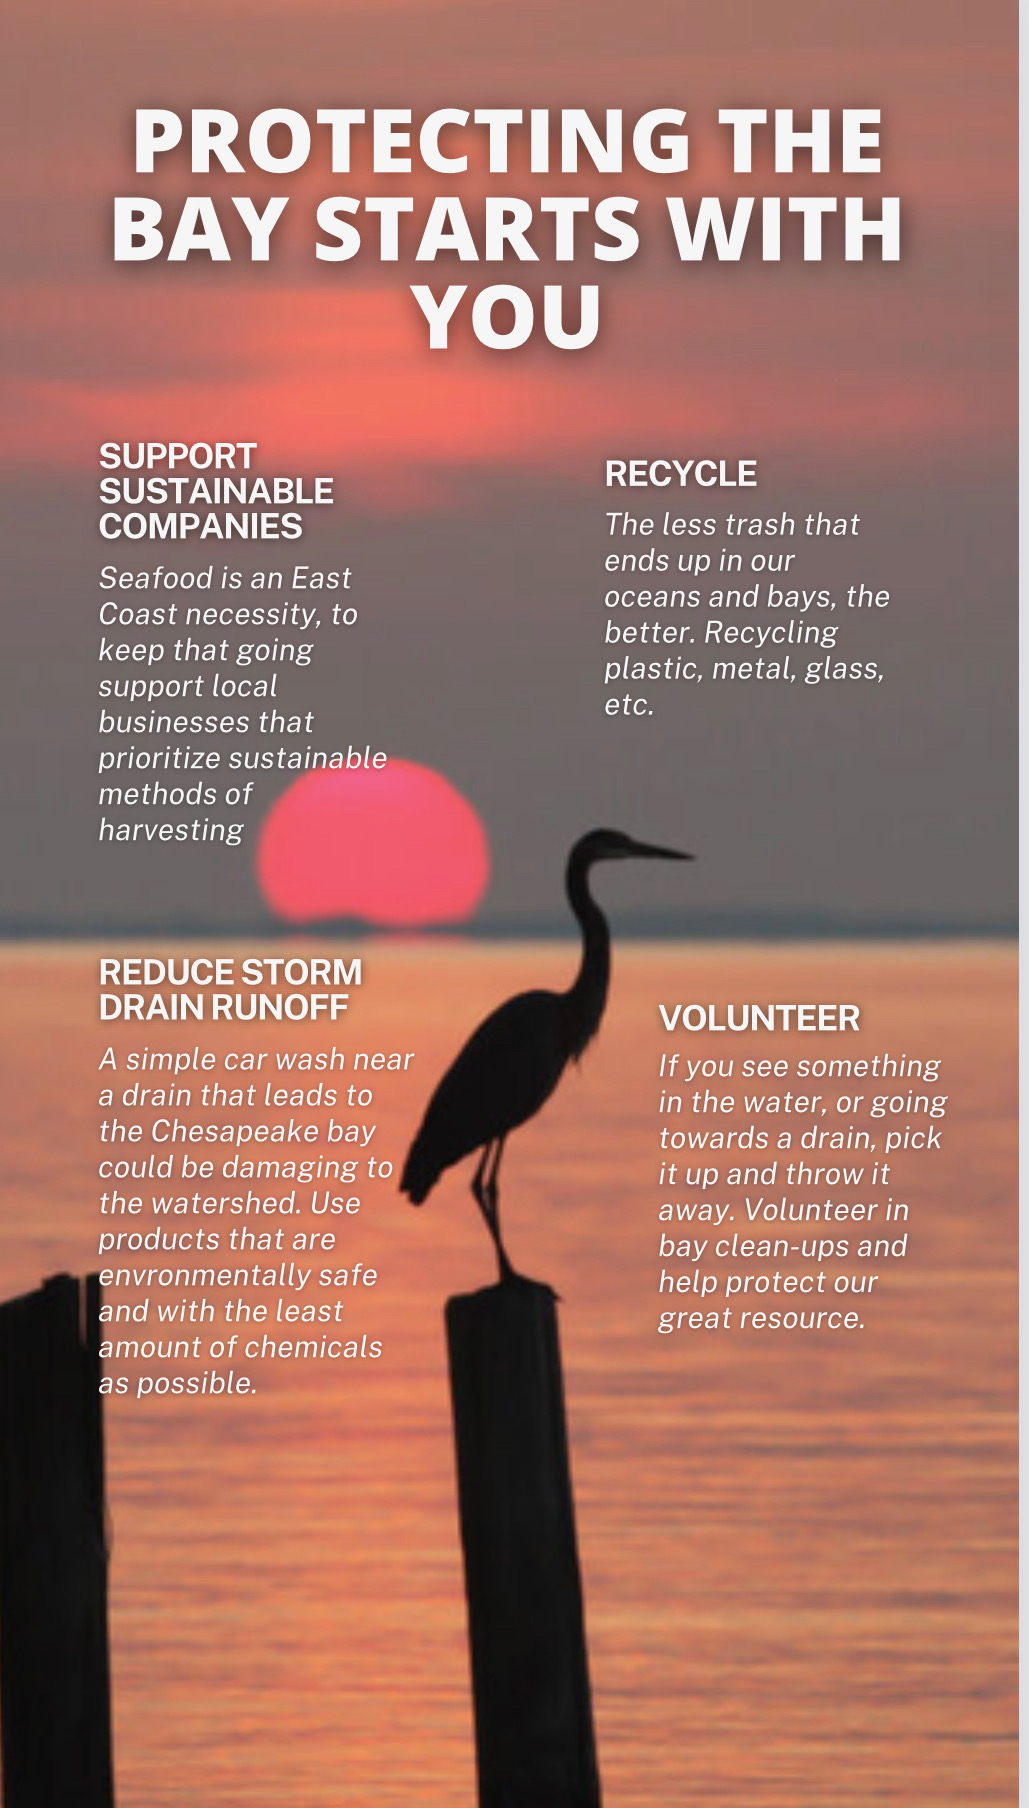 PROTECTING THE
BAY STARTS WITH
YOU
SUPPORT
SUSTAINABLE
COMPANIES
Seafood is an East
Coast necessity, to
keep that going
support local
businesses that
prioritize sustainable
methods of
harvesting
RECYCLE
The less trash that
ends up in our
oceans and bays, the
better. Recycling
plastic, metal, glass,
etc.
REDUCE STORM
DRAIN RUNOFF
A simple car wash near
a drain that leads to
the Chesapeake bay
could be damaging to
the watershed. Use
products that are
envronmentally safe
and with the least
amount of chemicals
as possible.
VOLUNTEER
If you see something
in the water, or going
towards a drain, pick
it up and throw it
away. Volunteer in
bay clean-ups and
help protect our
great resource.